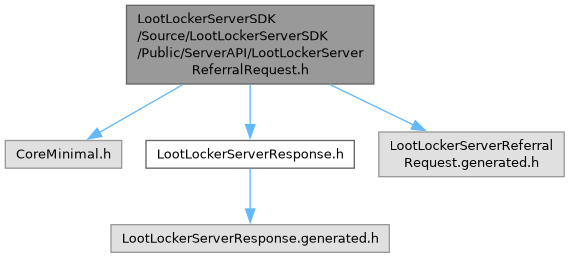 LootLockerServerSDK
/Source/LootLockerServerSDK
/Public/ServerAPI/LootLockerServer
ReferralRequest.h
CoreMinimal.h
LootLockerServerResponse.h
LootLockerServerReferral
Request.generated.h
LootLockerServerResponse.generated.h